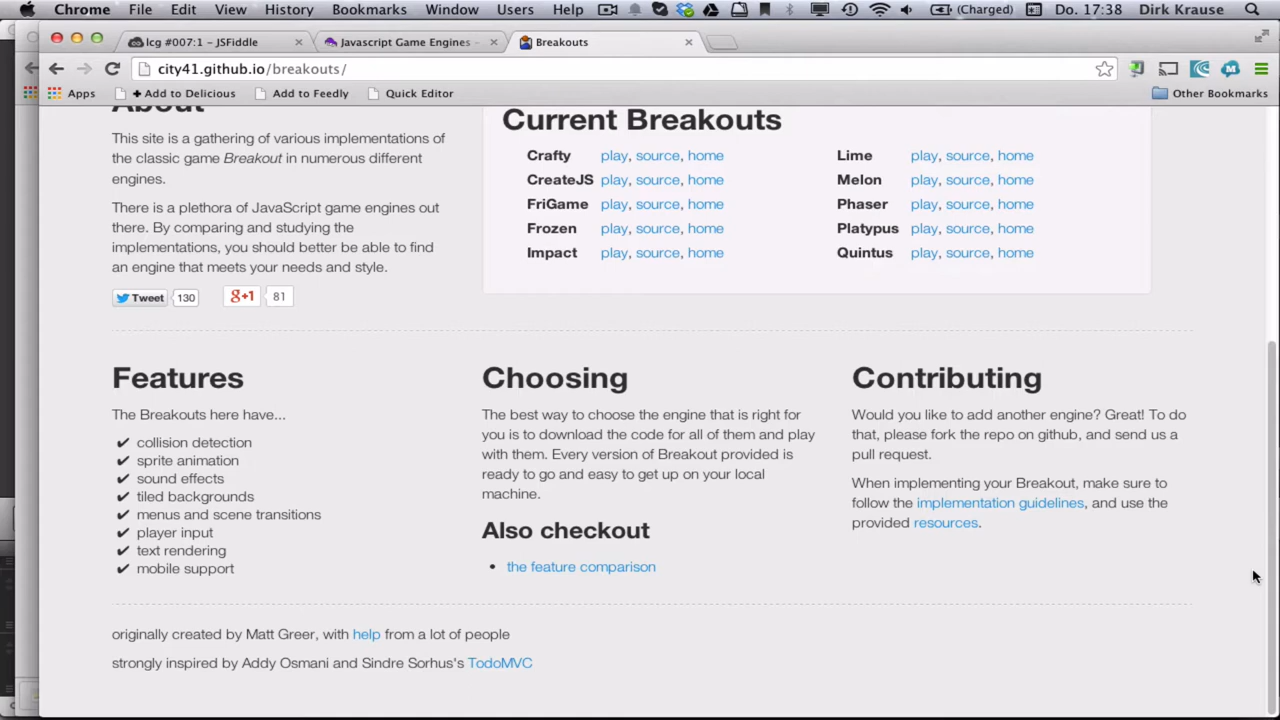 Chrome File Edit View History Bookmarks Window Users Help (Charged) Do. 17:38 Dirk Krause
lcg #007:1 - JSFiddle
Javascript Game Engines -
Breakouts
city41.github.io/breakouts/
Apps
+ Add to Delicious
Add to Feedly
Quick Editor
Other Bookmarks
About
This site is a gathering of various implementations of
the classic game Breakout in numerous different
engines.
There is a plethora of JavaScript game engines out
there. By comparing and studying the
implementations, you should better be able to find
an engine that meets your needs and style.
Tweet 130 g+1 81
Current Breakouts
Crafty play, source, home
CreateJS play, source, home
FriGame play, source, home
Frozen play, source, home
Impact play, source, home
Lime play, source, home
Melon play, source, home
Phaser play, source, home
Platypus play, source, home
Quintus play, source, home
Features
The Breakouts here have...
✔ collision detection
✔ sprite animation
✔ sound effects
✔ tiled backgrounds
✔ menus and scene transitions
✔ player input
✔ text rendering
✔ mobile support
Choosing
The best way to choose the engine that is right for
you is to download the code for all of them and play
with them. Every version of Breakout provided is
ready to go and easy to get up on your local
machine.
Also checkout
• the feature comparison
Contributing
Would you like to add another engine? Great! To do
that, please fork the repo on github, and send us a
pull request.
When implementing your Breakout, make sure to
follow the implementation guidelines, and use the
provided resources.
originally created by Matt Greer, with help from a lot of people
strongly inspired by Addy Osmani and Sindre Sorhus's TodoMVC